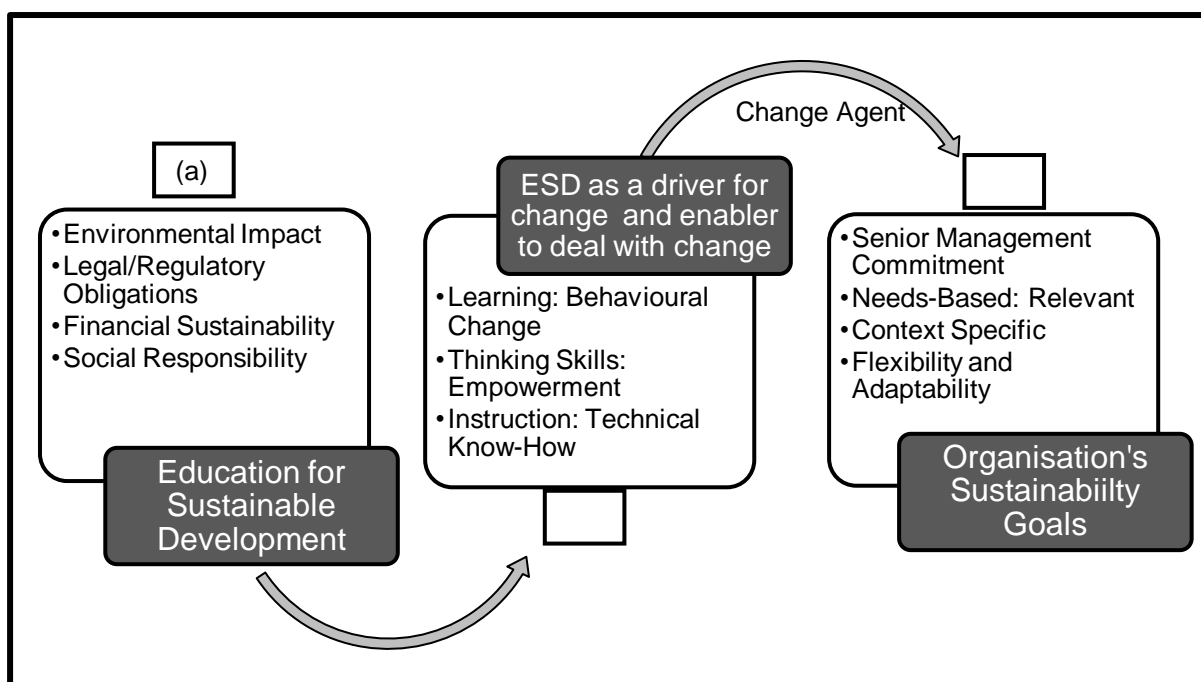 (a)
•Environmental Impact
•Legal/Regulatory
Obligations
•Financial Sustainability
•Social Responsibility
Education for
Sustainable
Development
ESD as a driver for
change and enabler
to deal with change
•Learning: Behavioural
Change
•Thinking Skills:
Empowerment
•Instruction: Technical
Know-How
Change Agent
•Senior Management
Commitment
•Needs-Based: Relevant
•Context Specific
•Flexibility and
Adaptability
Organisation's
Sustainabiilty
Goals